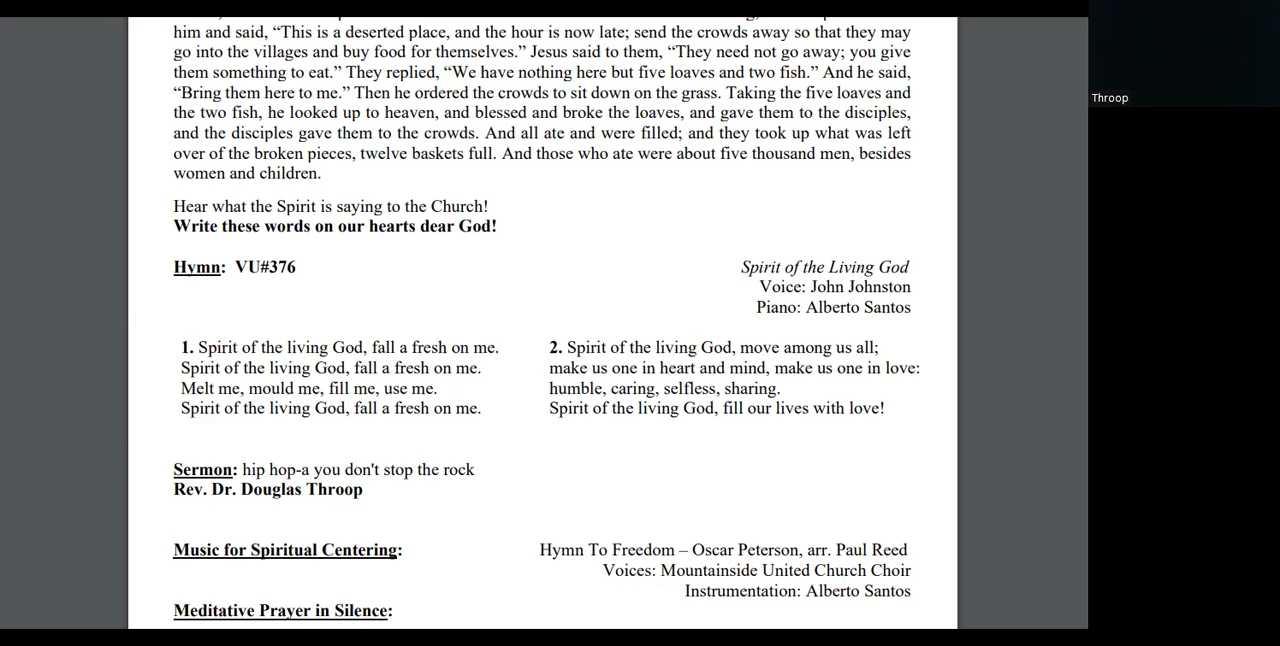 him and said, “This is a deserted place, and the hour is now late; send the crowds away so that they may
go into the villages and buy food for themselves.” Jesus said to them, “They need not go away; you give
them something to eat.” They replied, “We have nothing here but five loaves and two fish.” And he said,
“Bring them here to me.” Then he ordered the crowds to sit down on the grass. Taking the five loaves and
the two fish, he looked up to heaven, and blessed and broke the loaves, and gave them to the disciples,
and the disciples gave them to the crowds. And all ate and were filled; and they took up what was left
over of the broken pieces, twelve baskets full. And those who ate were about five thousand men, besides
women and children.
Hear what the Spirit is saying to the Church!
Write these words on our hearts dear God!
Hymn: VU#376
Spirit of the Living God
Voice: John Johnston
Piano: Alberto Santos
1. Spirit of the living God, fall a fresh on me.
Spirit of the living God, fall a fresh on me.
Melt me, mould me, fill me, use me.
Spirit of the living God, fall a fresh on me.
2. Spirit of the living God, move among us all;
make us one in heart and mind, make us one in love:
humble, caring, selfless, sharing.
Spirit of the living God, fill our lives with love!
Sermon: hip hop-a you don't stop the rock
Rev. Dr. Douglas Throop
Music for Spiritual Centering:
Hymn To Freedom – Oscar Peterson, arr. Paul Reed
Voices: Mountainside United Church Choir
Instrumentation: Alberto Santos
Meditative Prayer in Silence:
Throop